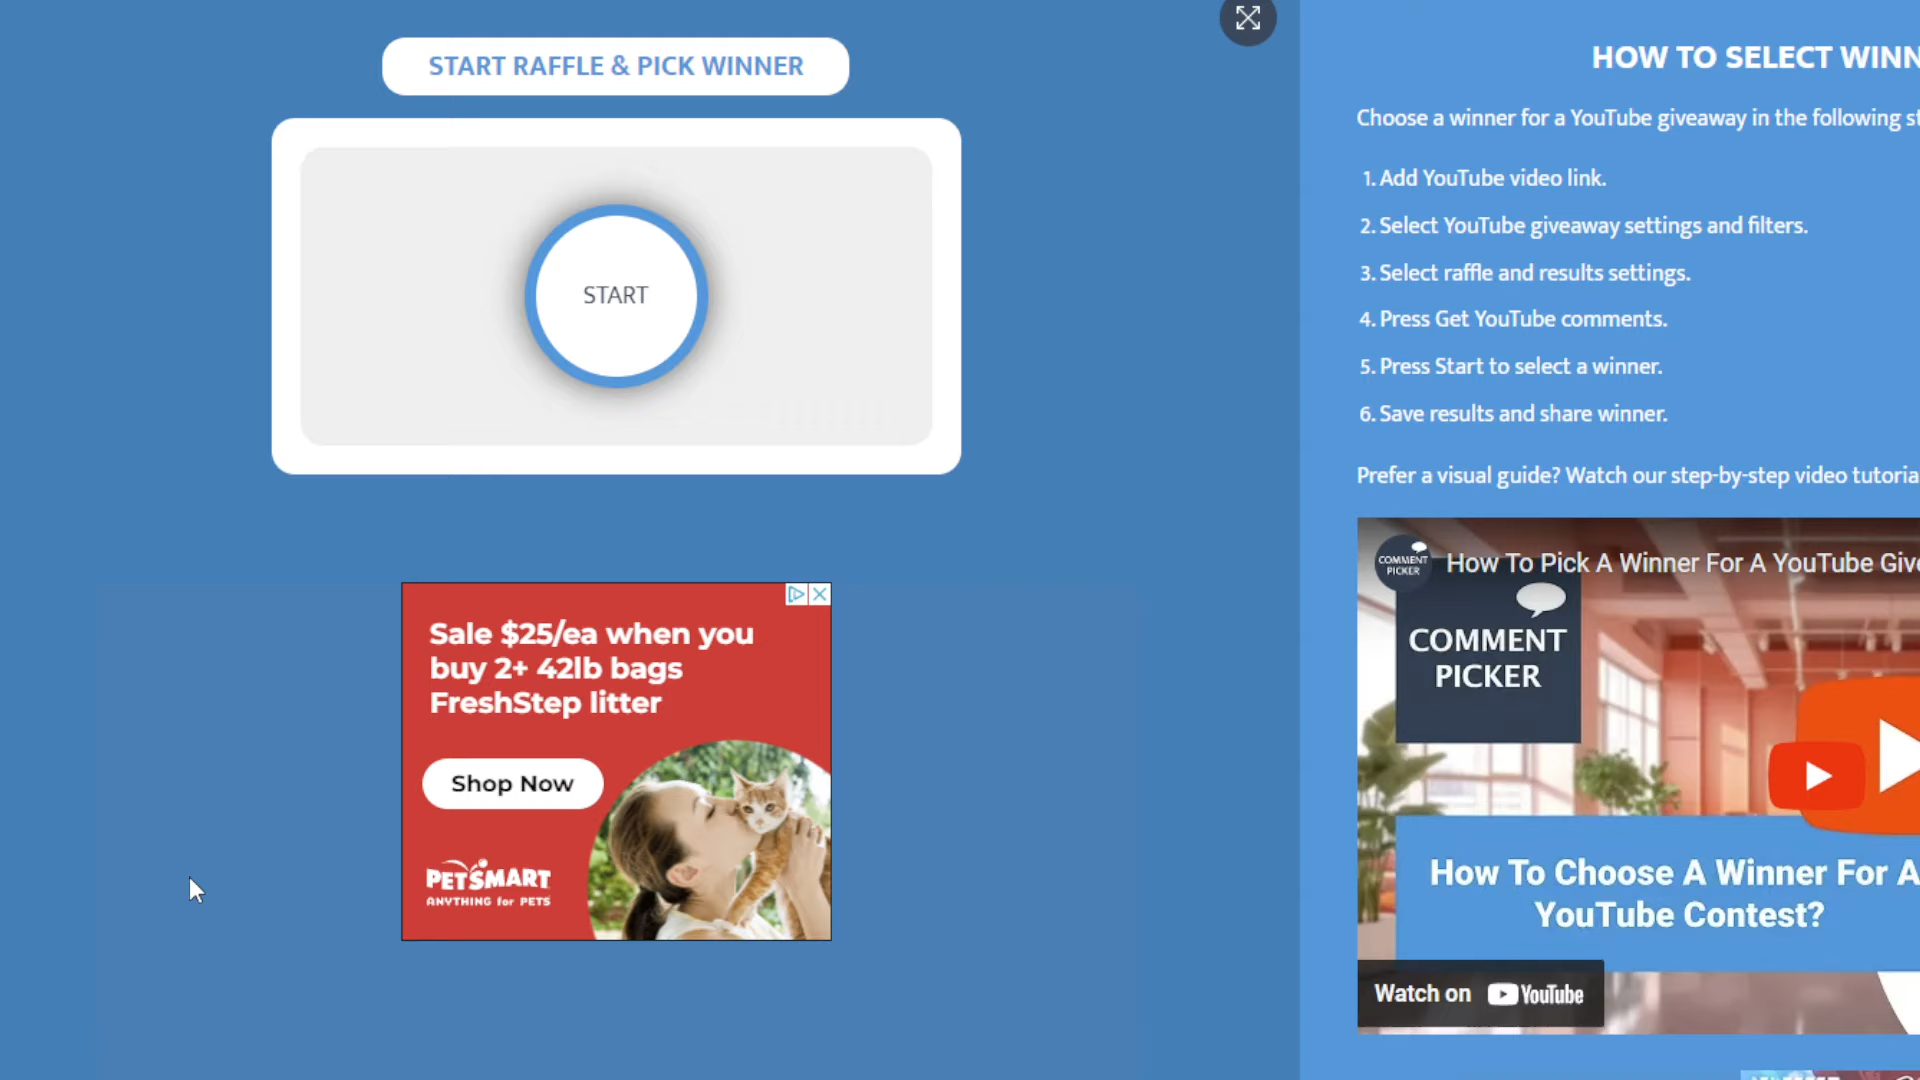 START RAFFLE & PICK WINNER
START
Sale $25/ea when you
buy 2+ 42lb bags
FreshStep litter
Shop Now
PETSMART
ANYTHING for PETS
HOW TO SELECT WINN
Choose a winner for a YouTube giveaway in the following st
1. Add YouTube video link.
2. Select YouTube giveaway settings and filters.
3. Select raffle and results settings.
4. Press Get YouTube comments.
5. Press Start to select a winner.
6. Save results and share winner.
Prefer a visual guide? Watch our step-by-step video tutoria
COMMENT
PICKER
How To Pick A Winner For A YouTube Give
COMMENT
PICKER
How To Choose A Winner For A
YouTube Contest?
Watch on YouTube